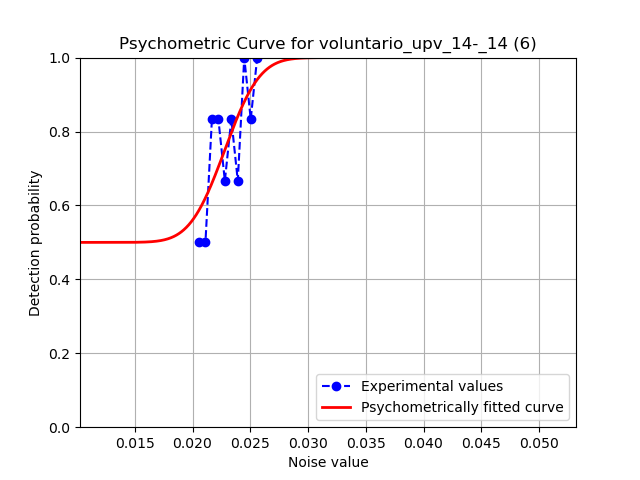 Psychometric Curve for voluntario_upv_14-_14 (6)
1.0
0.8
0.6
0.4
0.2
0.0
Detection probability
0.015 0.020 0.025 0.030 0.035 0.040 0.045 0.050
Noise value
Experimental values
Psychometrically fitted curve